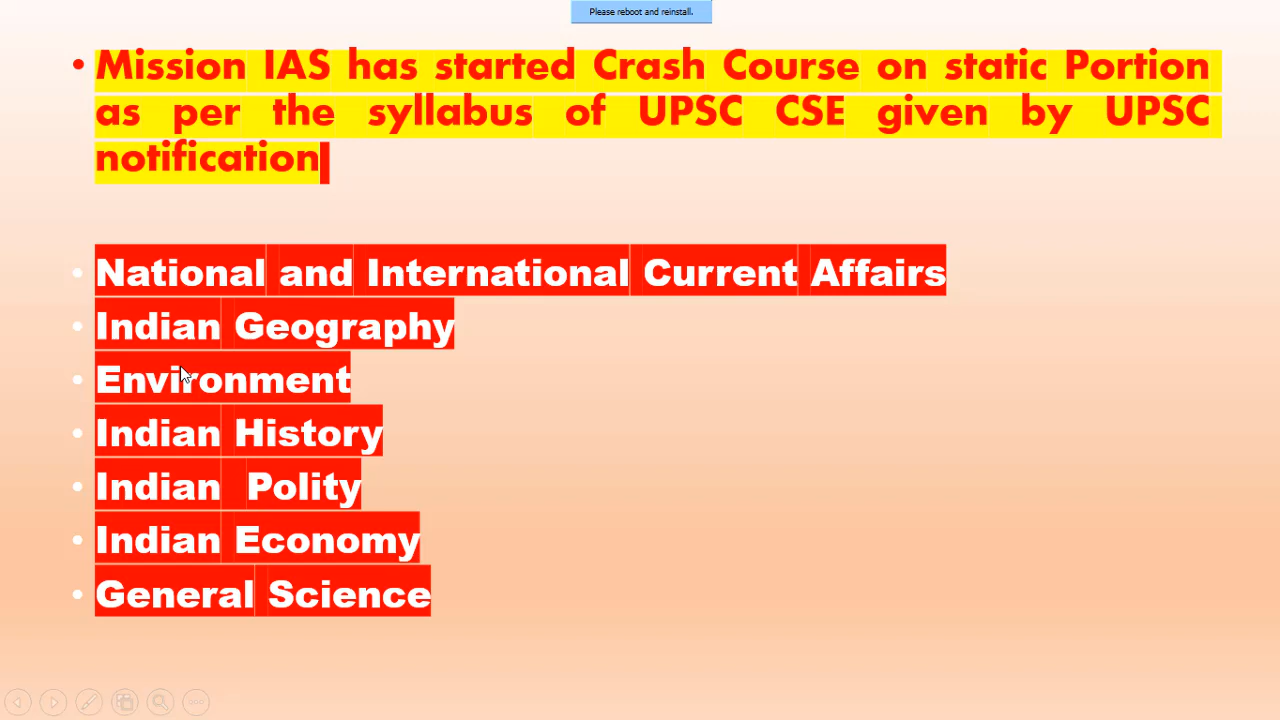 Please reboot and reinstall.
• Mission IAS has started Crash Course on static Portion
as per the syllabus of UPSC CSE given by UPSC
notification
• National and International Current Affairs
• Indian Geography
• Environment
• Indian History
• Indian Polity
• Indian Economy
• General Science